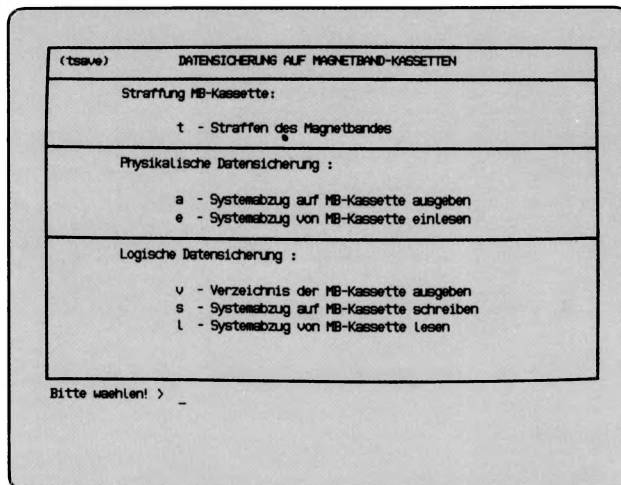 (tsave) DATENSICHERUNG AUF MAGNETBAND-KASSETTEN
Straffung MB-Kassette:
t - Straffen des Magnetbandes
Physikalische Datensicherung :
a - Systemabzug auf MB-Kassette ausgeben
e - Systemabzug von MB-Kassette einlesen
Logische Datensicherung :
v - Verzeichnis der MB-Kassette ausgeben
s - Systemabzug auf MB-Kassette schreiben
l - Systemabzug von MB-Kassette lesen
Bitte waehlen! > _